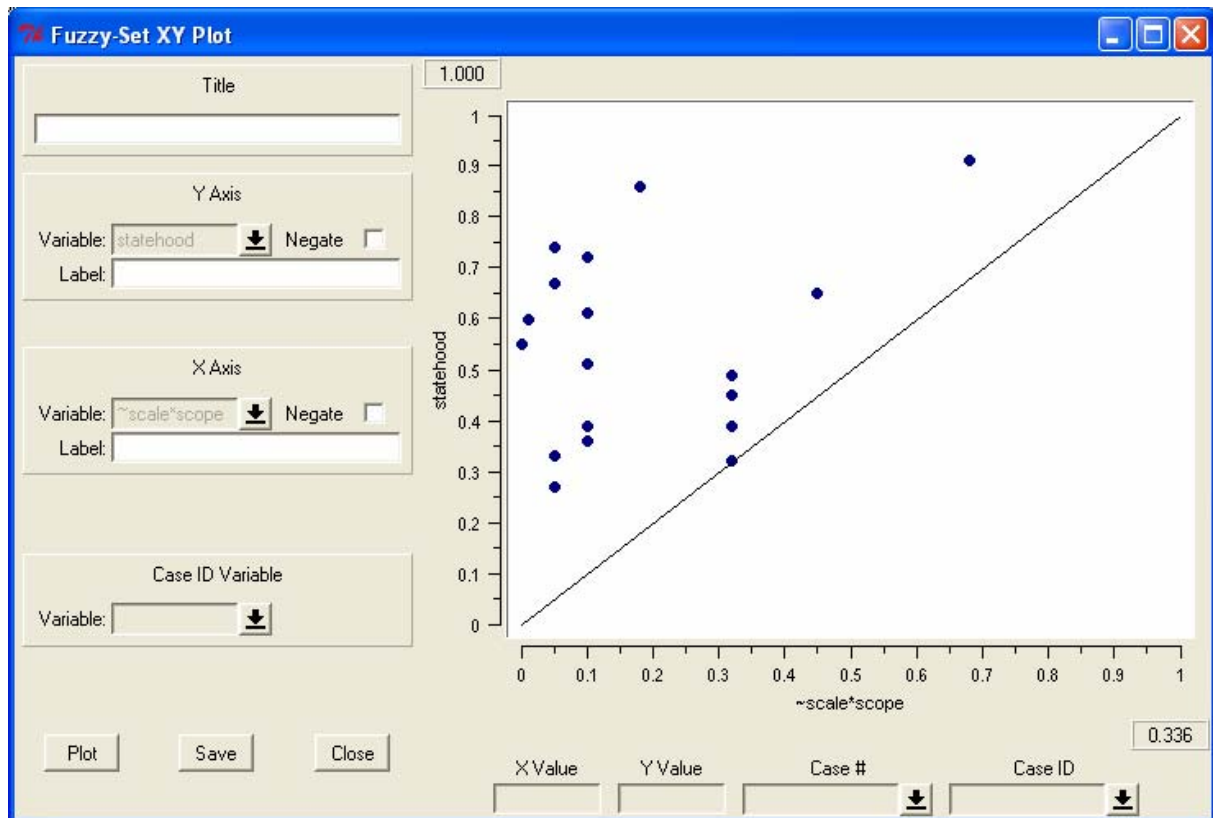 Fuzzy-Set XY Plot
Title
Y Axis
Variable: statehood Negate
Label:
X Axis
Variable: ~scale*scope Negate
Label:
Case ID Variable
Variable:
Plot Save Close
1.000
1
0.9
0.8
0.7
0.6
0.5
0.4
0.3
0.2
0.1
0
statehood
0 0.1 0.2 0.3 0.4 0.5 0.6 0.7 0.8 0.9 1
~scale*scope
0.336
X Value Y Value Case # Case ID